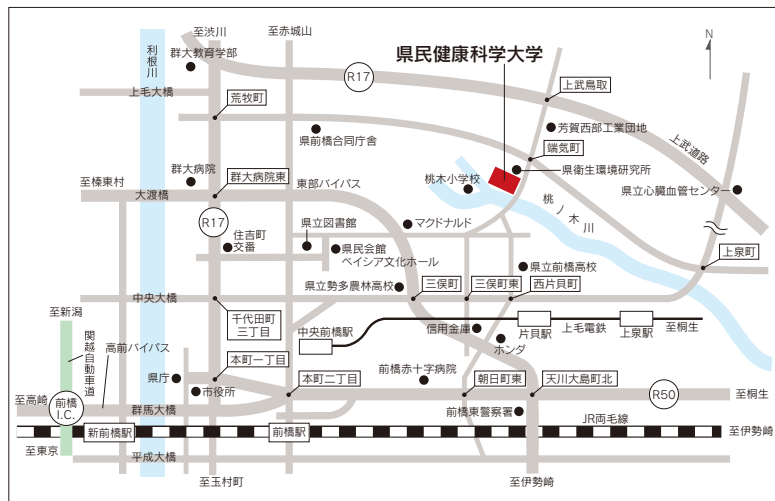 至渋川
至赤城山
利根川
群大教育学部
県民健康科学大学
N
R17
上毛大橋
荒牧町
上武鳥取
県前橋合同庁舎
芳賀西部工業団地
端気町
上武道路
県衛生環境研究所
至榛東村
群大病院
群大病院東
東部バイパス
桃木小学校
県立心臓血管センター
大渡橋
桃ノ木川
R17
住吉町
交番
県立図書館
マクドナルド
県民会館
ベイシア文化ホール
上泉町
県立前橋高校
県立勢多農林高校
三俣町
三俣町東
西片貝町
中央大橋
至新潟
千代田町
三丁目
中央前橋駅
信用金庫
片貝駅
上毛電鉄
上泉駅
至桐生
関越自動車道
高前バイパス
ホンダ
本町一丁目
県庁
市役所
本町二丁目
前橋赤十字病院
朝日町東
天川大島町北
R50
至桐生
至高崎
前橋
I.C.
群馬大橋
前橋東警察署
JR両毛線
新前橋駅
前橋駅
至伊勢崎
至東京
平成大橋
至玉村町
至伊勢崎